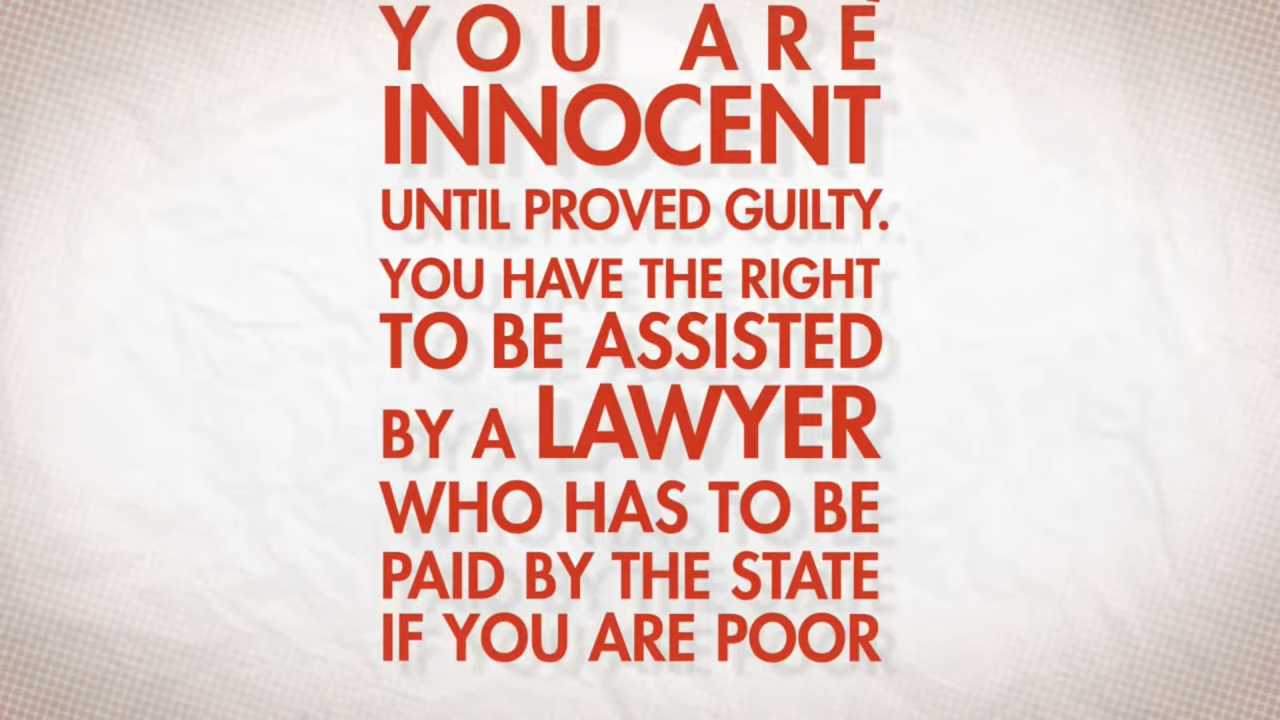 YOU ARE
INNOCENT
UNTIL PROVED GUILTY.
YOU HAVE THE RIGHT
TO BE ASSISTED
BY A LAWYER
WHO HAS TO BE
PAID BY THE STATE
IF YOU ARE POOR